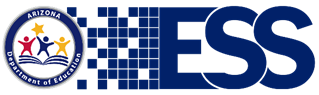 ARIZONA
Department of Education
ESS